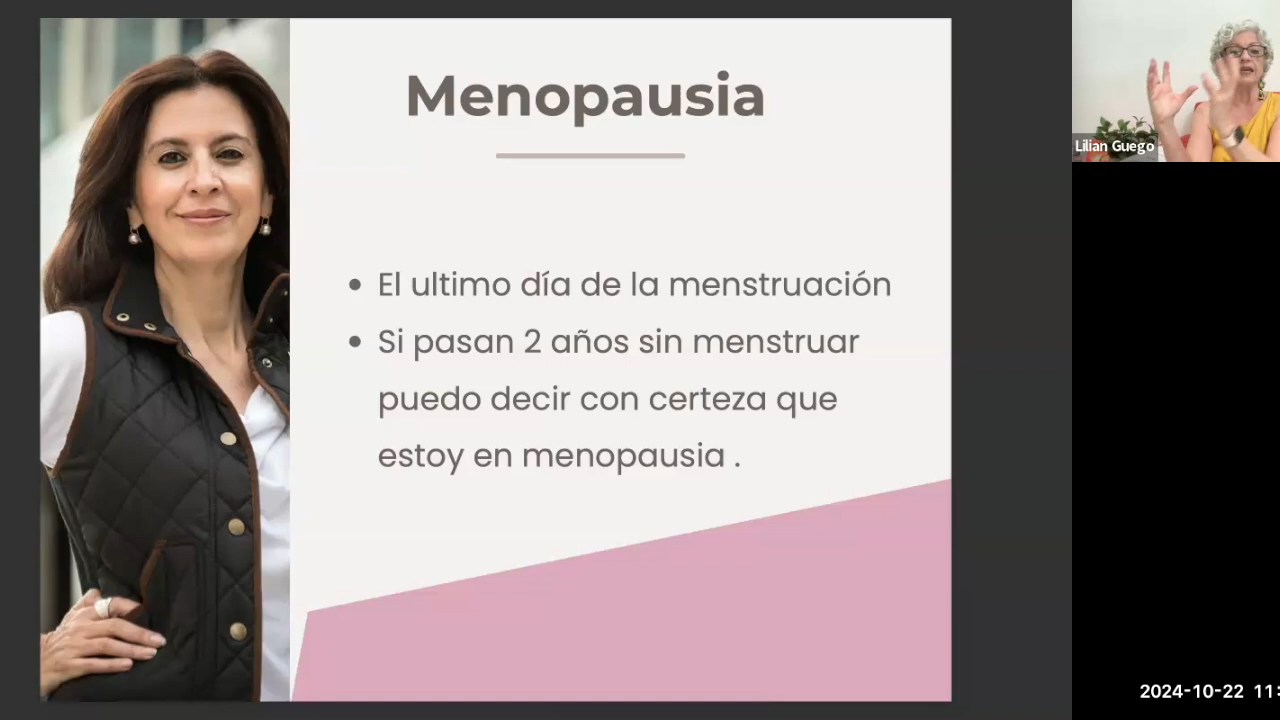 Menopausia
• El ultimo día de la menstruación
• Si pasan 2 años sin menstruar
puedo decir con certeza que
estoy en menopausia .
Lilian Guego
2024-10-22 11: